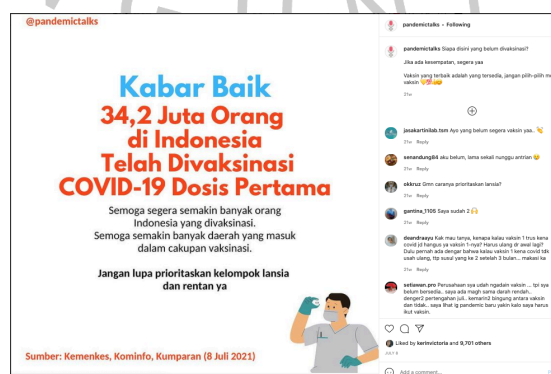 @pandemictalks
Kabar Baik
34,2 Juta Orang
di Indonesia
Telah Divaksinasi
COVID-19 Dosis Pertama
Semoga segera semakin banyak orang
Indonesia yang divaksinasi.
Semoga semakin banyak daerah yang masuk
dalam cakupan vaksinasi.
Jangan lupa prioritaskan kelompok lansia
dan rentan ya
Sumber: Kemenkes, Kominfo, Kumparan (8 Juli 2021)
pandemictalks • Following
pandemictalks Siapa disini yang belum divaksinasi?
Jika ada kesempatan, segera yaa
Vaksin yang terbaik adalah yang tersedia, jangan pilih-pilih
vaksin
21w
jasakartinilab.tsm Ayo yang belum segera vaksin yaa..
21w Reply
senandung84 aku belum, lama sekali nunggu antrian
21w Reply
okkruz Gmn caranya prioritaskan lansia?
21w Reply
gantina_1105 Saya sudah 2
21w Reply
deandraayu Kak mau tanya, kenapa kalau vaksin 1 trus kena
covid jd hangus ya vaksin 1-nya? Harus ulang dr awal lagi?
Dulu pernah ada dengar bahwa kalau vaksin 1 kena covid tdk
usah ulang, tip susul yang ke 2 setelah 3 bulan... makasi ka
21w Reply
setiawan.pro Perusahaan sya udah ngadain vaksin ... tpi sya
belum bersedia.. saya ada magh sama darah rendah..
denger2 pertengahan juli.. kemarin2 bingung antara vaksin
dan tidak.. saya lihat ig pandemic baru yakin kalo saya harus
ikut vaksin.
Liked by kerinvictoria and 9,701 others
JULY 8
Add a comment...